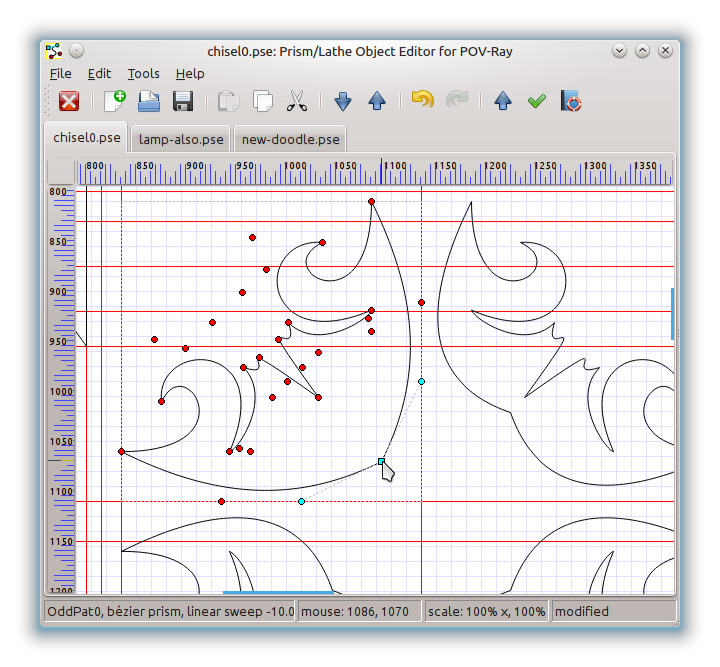 chisel0.pse: Prism/Lathe Object Editor for POV-Ray
File Edit Tools Help
chisel0.pse lamp-also.pse new-doodle.pse
800 850 900 950 1000 1050 1100 1150 1200 1250 1300 1350
800
850
900
950
1000
1050
1100
1150
1200
OddPat0, bézier prism, linear sweep -10.0 mouse: 1086, 1070 scale: 100% x, 100% modified